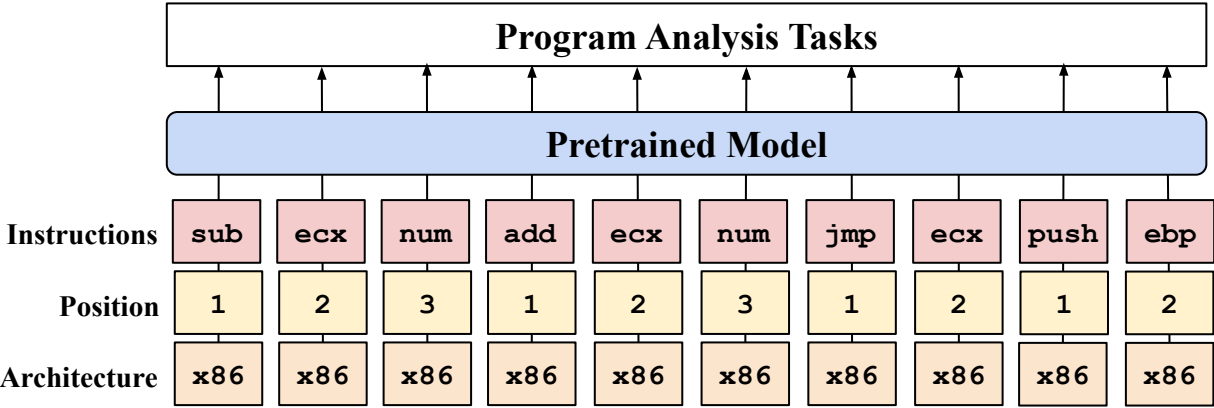 Program Analysis Tasks
Pretrained Model
Instructions sub ecx num add ecx num jmp ecx push ebp
Position 1 2 3 1 2 3 1 2 1 2
Architecture x86 x86 x86 x86 x86 x86 x86 x86 x86 x86